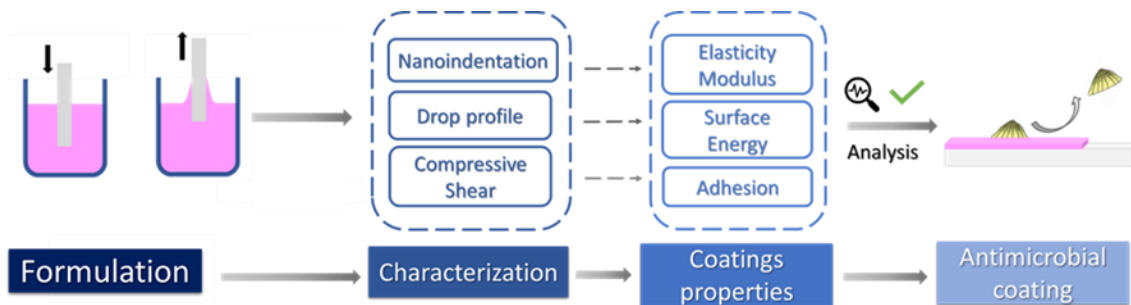 Nanoindentation
Drop profile
Compressive
Shear
Elasticity
Modulus
Surface
Energy
Adhesion
Analysis
Formulation
Characterization
Coatings
properties
Antimicrobial
coating